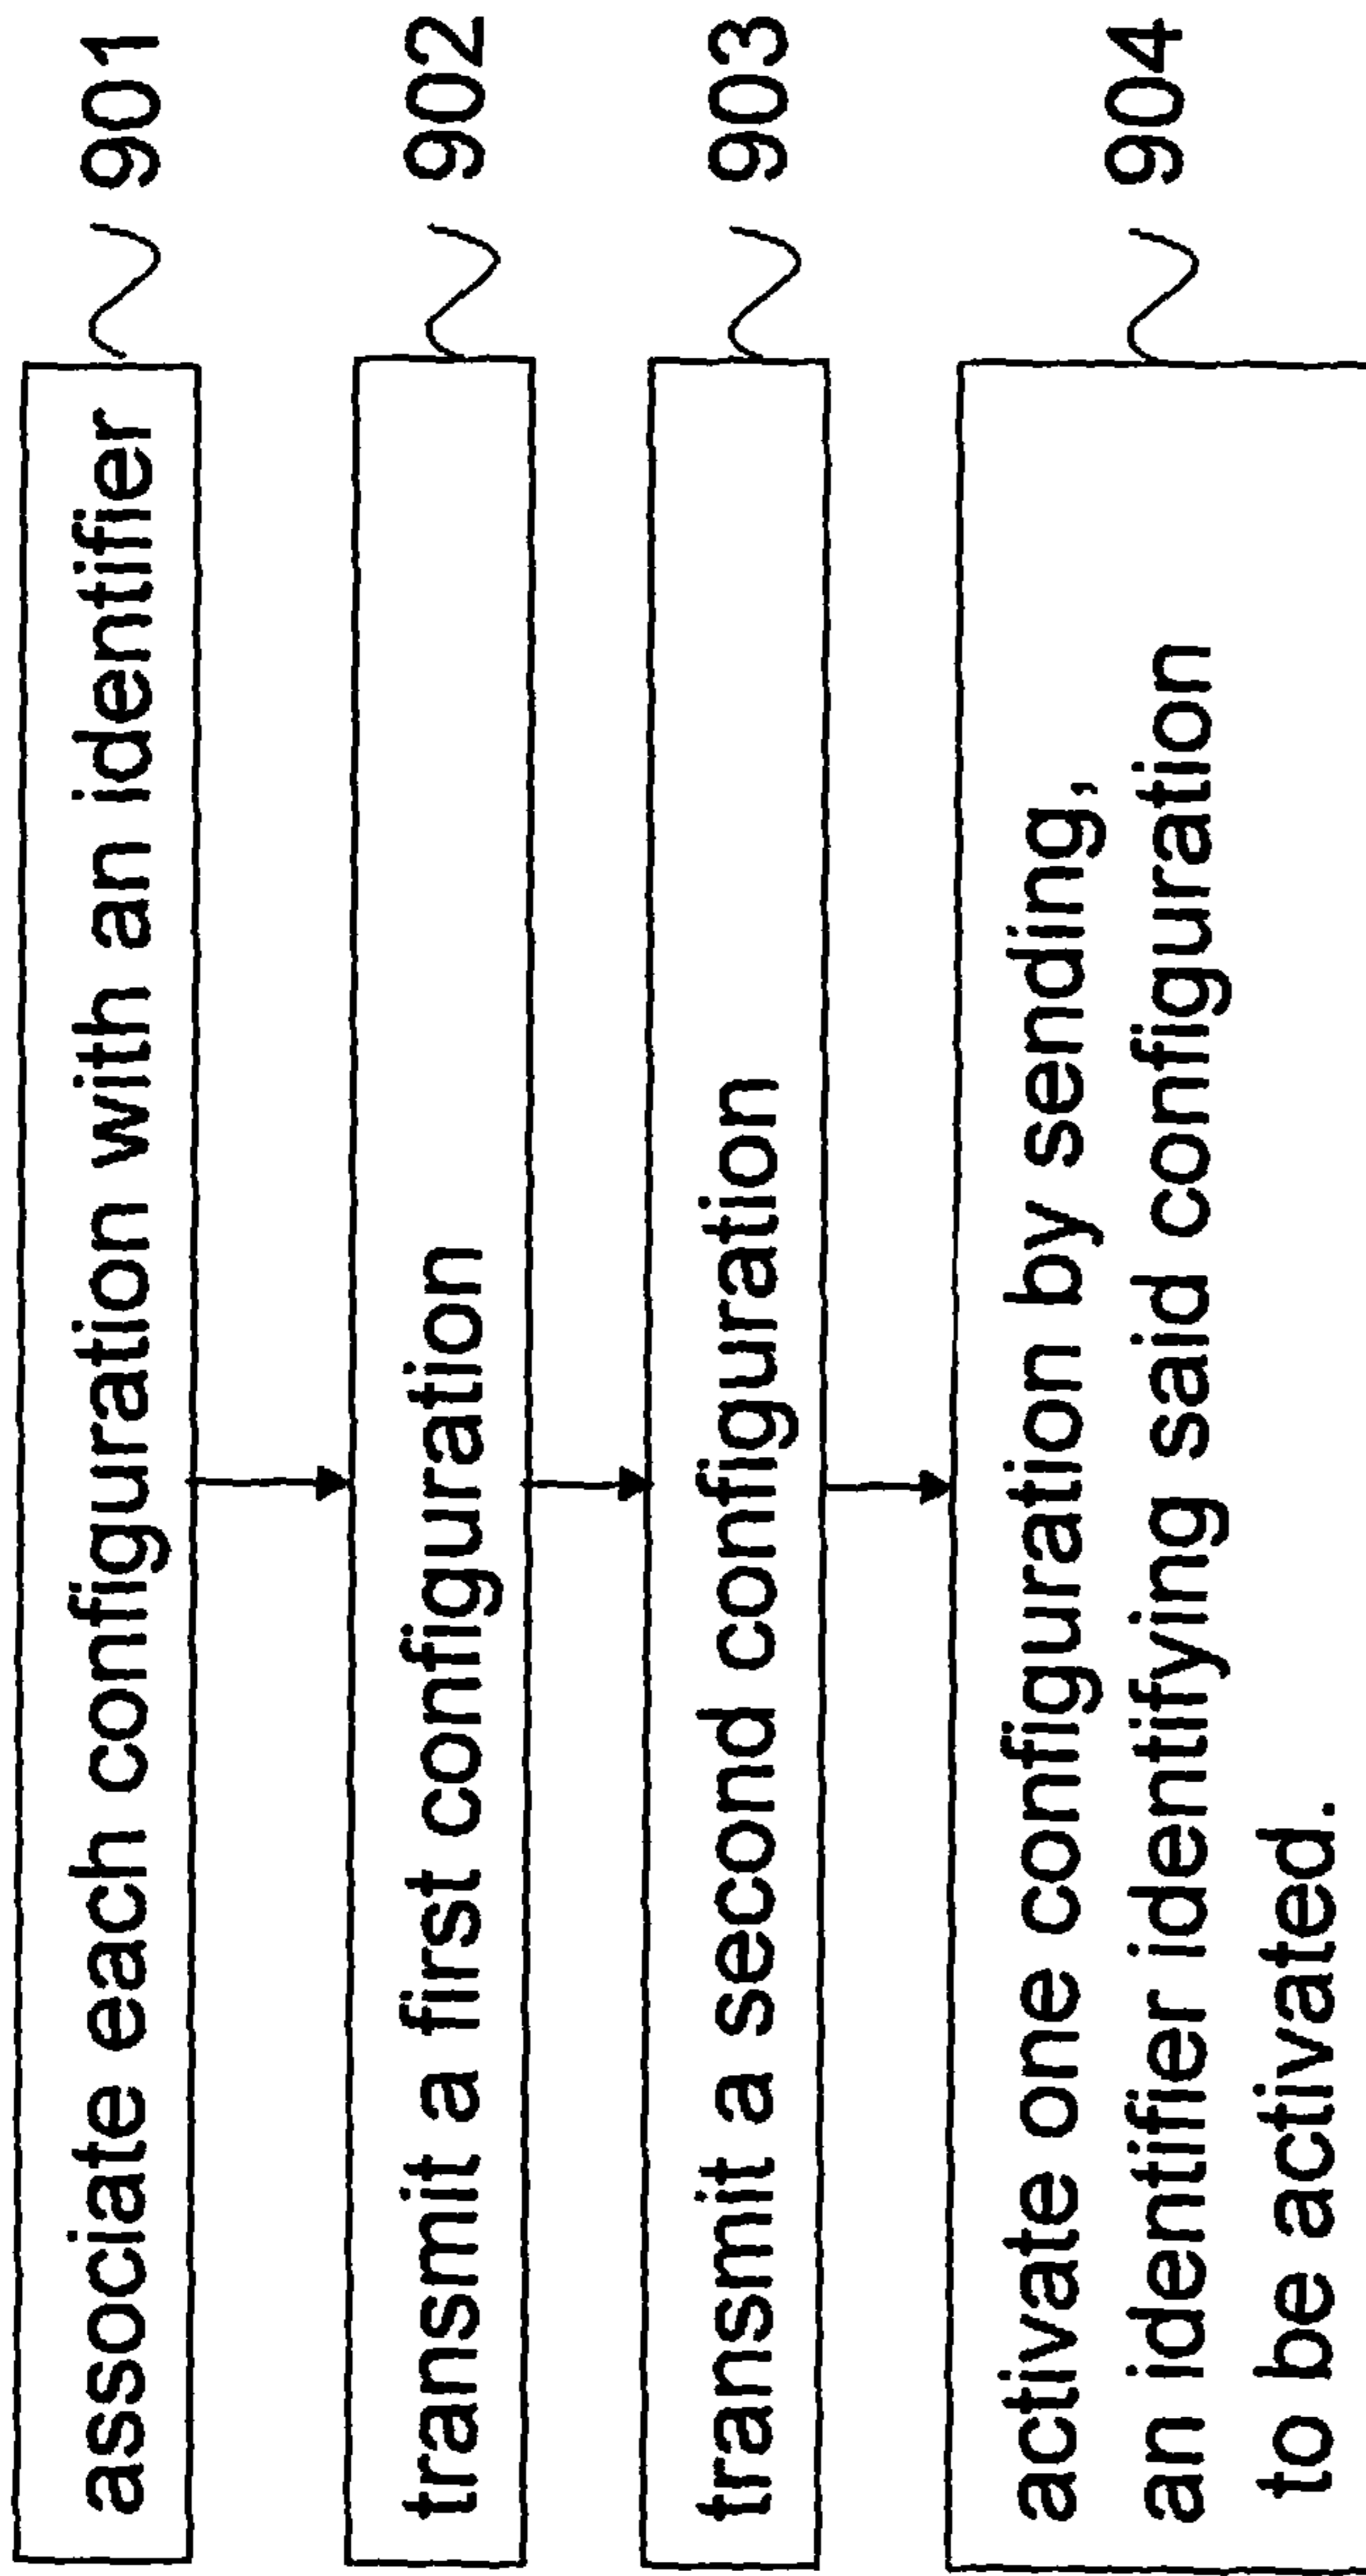 associate each configuration with an identifier
901
transmit a first configuration
902
transmit a second configuration
903
activate one configuration by sending,
an identifier identifying said configuration
to be activated.
904